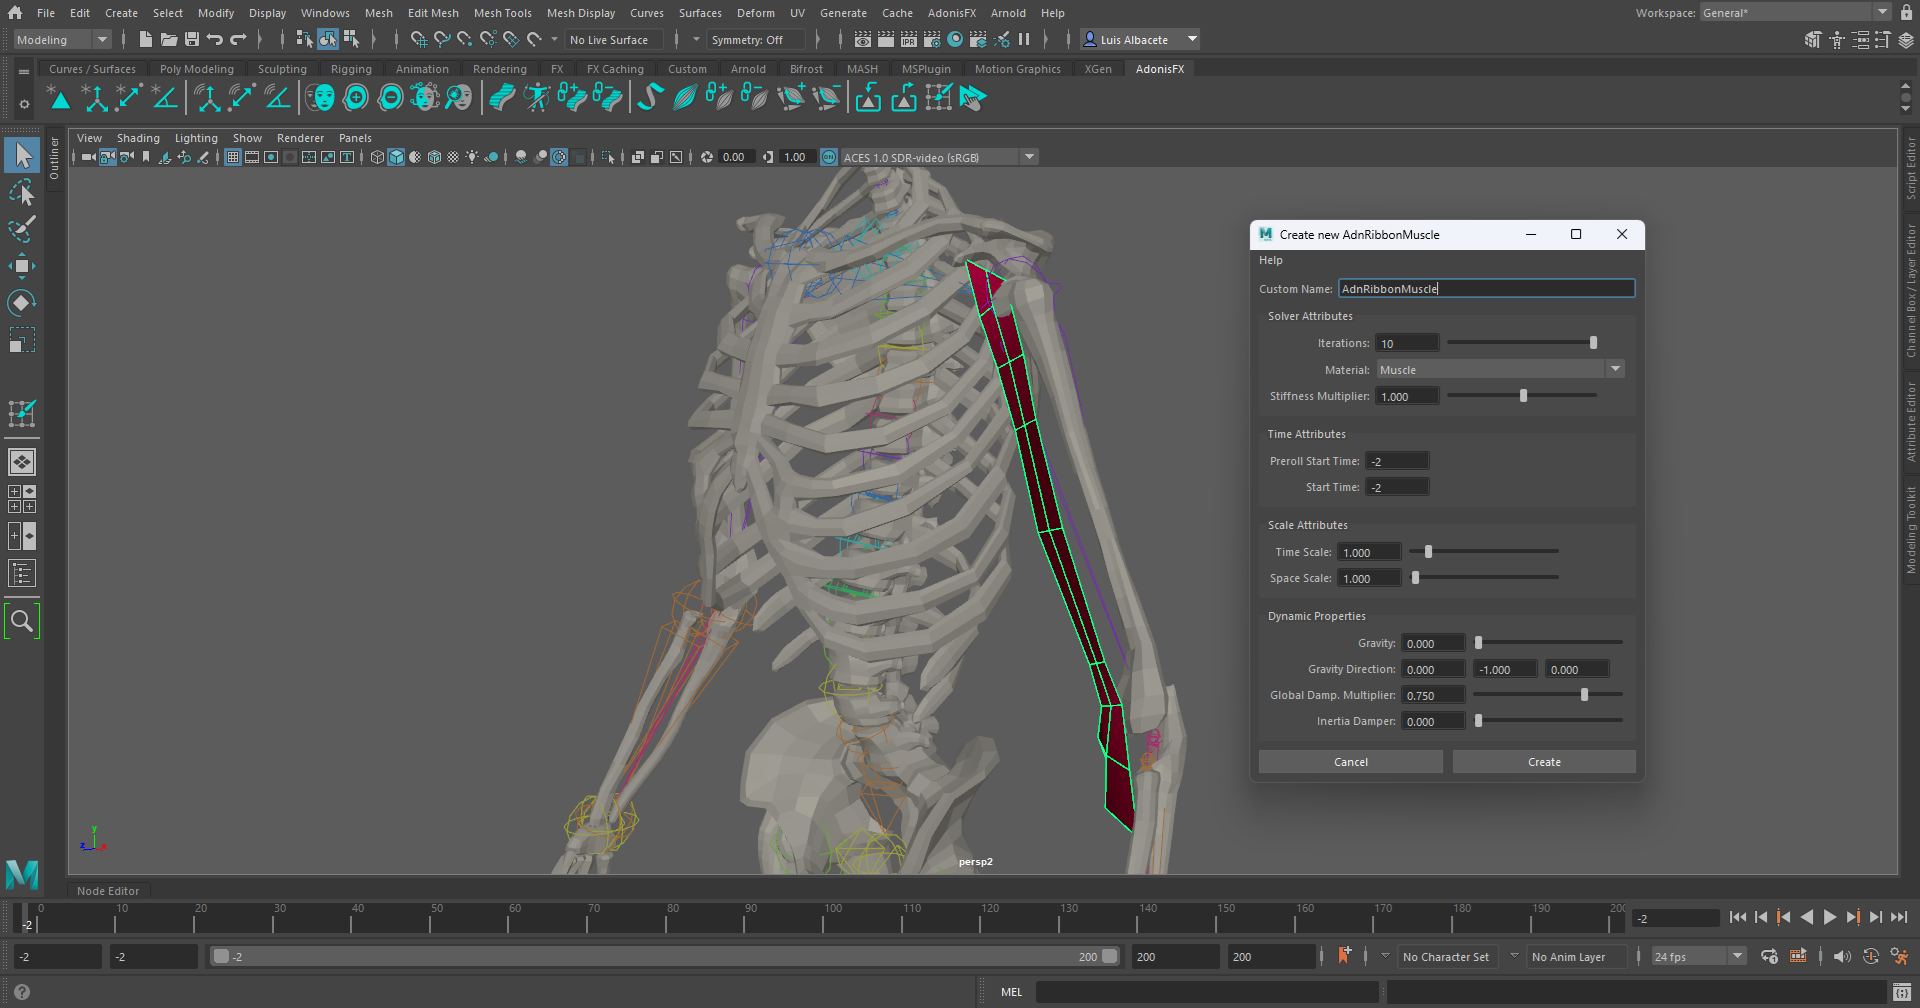 File Edit Create Select Modify Display Windows Mesh Edit Mesh Mesh Tools Mesh Display Curves Surfaces Deform UV Generate Cache AdonisFX Arnold Help Workspace: General*
Modeling No Live Surface Symmetry: Off IPR Luis Albacete
Curves / Surfaces Poly Modeling Sculpting Rigging Animation Rendering FX FX Caching Custom Arnold Bifrost MASH MSPlugin Motion Graphics XGen AdonisFX
View Shading Lighting Show Renderer Panels
0.00 1.00 ON ACES 1.0 SDR-video (sRGB)
Outliner
Script Editor
Channel Box / Layer Editor
Attribute Editor
Modeling Toolkit
Create new AdnRibbonMuscle
Help
Custom Name: AdnRibbonMuscle
Solver Attributes
Iterations: 10
Material: Muscle
Stiffness Multiplier: 1.000
Time Attributes
Preroll Start Time: -2
Start Time: -2
Scale Attributes
Time Scale: 1.000
Space Scale: 1.000
Dynamic Properties
Gravity: 0.000
Gravity Direction: 0.000 -1.000 0.000
Global Damp. Multiplier: 0.750
Inertia Damper: 0.000
Cancel Create
y
z x
persp2
Node Editor
0 10 20 30 40 50 60 70 80 90 100 110 120 130 140 150 160 170 180 190 200
-2 -2
-2 -2 -2 200 200 200 No Character Set No Anim Layer 24 fps
MEL